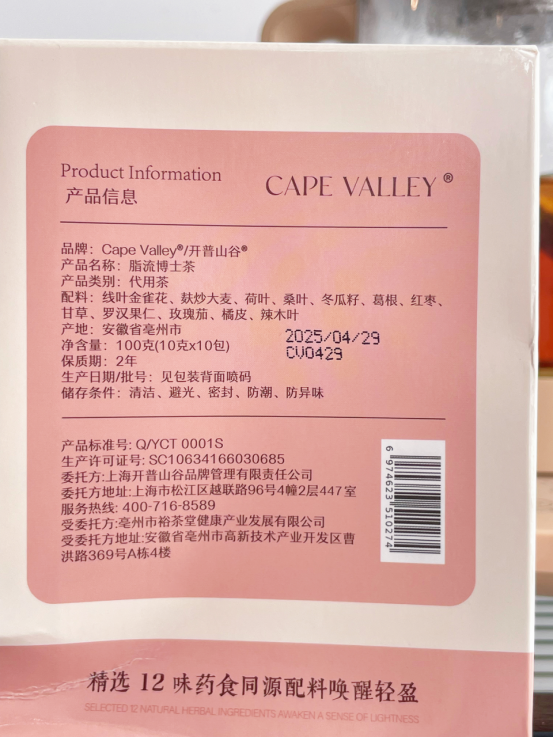 Product Information
CAPE VALLEY®
产品信息
品牌: Cape Valley®/开普山谷®
产品名称: 脂流博士茶
产品类别: 代用茶
配料: 线叶金雀花、麸炒大麦、荷叶、桑叶、冬瓜籽、葛根、红枣、
甘草、罗汉果仁、玫瑰茄、橘皮、辣木叶
产地: 安徽省亳州市
净含量: 100克(10克x10包)
2025/04/29
CV0429
保质期: 2年
生产日期/批号: 见包装背面喷码
储存条件: 清洁、避光、密封、防潮、防异味
产品标准号: Q/YCT 0001S
生产许可证号: SC10634166030685
委托方:上海开普山谷品牌管理有限责任公司
委托方地址:上海市松江区越联路96号4幢2层447室
服务热线: 400-716-8589
受委托方:亳州市裕茶堂健康产业发展有限公司
受委托方地址:安徽省亳州市高新技术产业开发区曹
洪路369号A栋4楼
6 974623 510274
精选 12 味药食同源配料唤醒轻盈
SELECTED 12 NATURAL HERBAL INGREDIENTS AWAKEN A SENSE OF LIGHTNESS